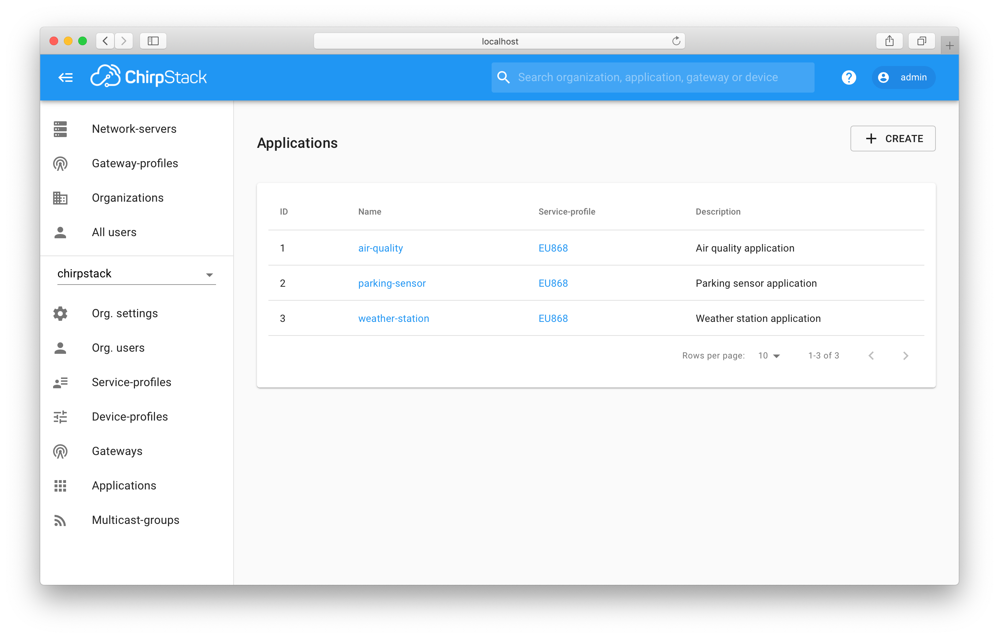 localhost
ChirpStack
Search organization, application, gateway or device
admin
Network-servers
Gateway-profiles
Organizations
All users
chirpstack
Org. settings
Org. users
Service-profiles
Device-profiles
Gateways
Applications
Multicast-groups
Applications
CREATE
ID Name Service-profile Description
1 air-quality EU868 Air quality application
2 parking-sensor EU868 Parking sensor application
3 weather-station EU868 Weather station application
Rows per page: 10 1-3 of 3